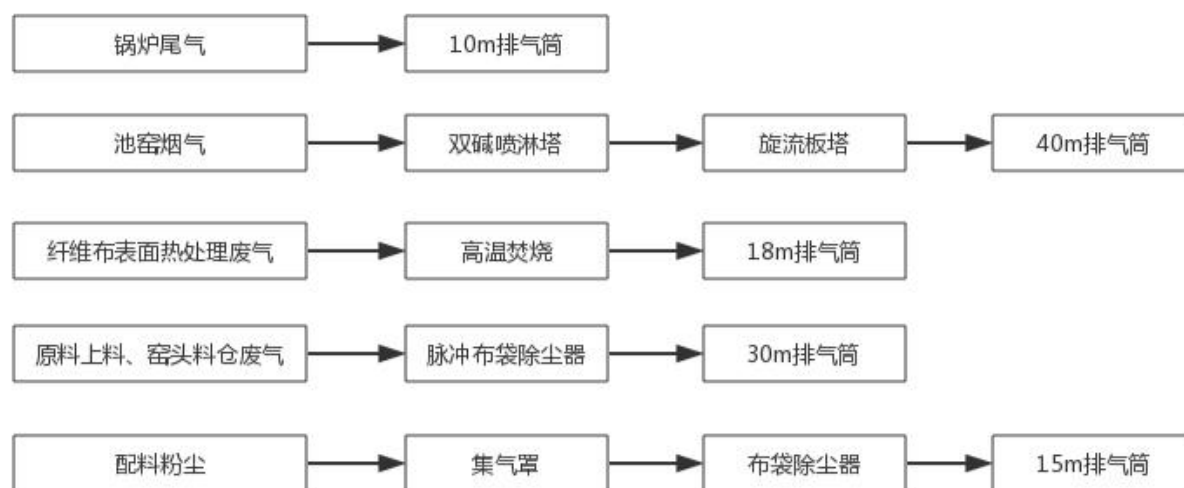 锅炉尾气 10m排气筒
池窑烟气 双碱喷淋塔 旋流板塔 40m排气筒
纤维布表面热处理废气 高温焚烧 18m排气筒
原料上料、窑头料仓废气 脉冲布袋除尘器 30m排气筒
配料粉尘 集气罩 布袋除尘器 15m排气筒